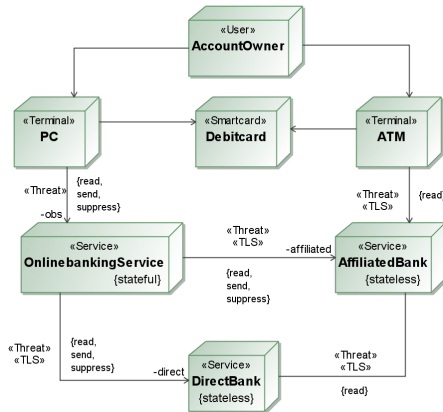 «User»
AccountOwner
«Terminal»
PC
«Smartcard»
Debitcard
«Terminal»
ATM
«Threat»
{read,
send,
suppress}
-obs
«Threat»
«TLS»
{read}
«Service»
OnlinebankingService
{stateful}
«Threat»
«TLS»
-affiliated
{read,
send,
suppress}
«Service»
AffiliatedBank
{stateless}
«Threat»
«TLS»
{read,
send,
suppress}
-direct
«Service»
DirectBank
{stateless}
«Threat»
«TLS»
{read}